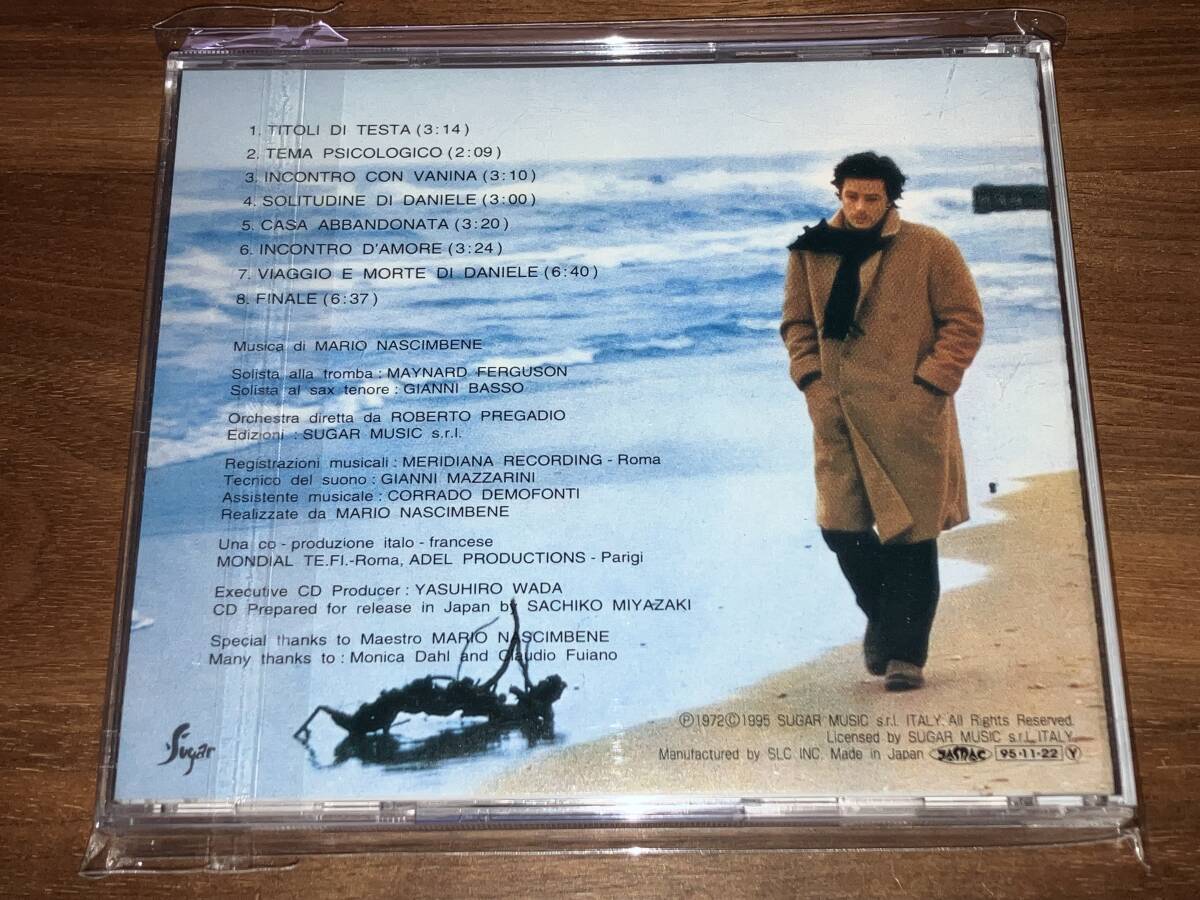 1. TITOLI DI TESTA (3:14)
2. TEMA PSICOLOGICO (2:09)
3. INCONTRO CON VANINA (3:10)
4. SOLITUDINE DI DANIELE (3:00)
5. CASA ABBANDONATA (3:20)
6. INCONTRO D'AMORE (3:24)
7. VIAGGIO E MORTE DI DANIELE (6:40)
8. FINALE (6:37)
Musica di MARIO NASCIMBENE
Solista alla tromba : MAYNARD FERGUSON
Solista al sax tenore : GIANNI BASSO
Orchestra diretta da ROBERTO PREGADIO
Edizioni : SUGAR MUSIC s.r.l.
Registrazioni musicali : MERIDIANA RECORDING - Roma
Tecnico del suono : GIANNI MAZZARINI
Assistente musicale : CORRADO DEMOFONTI
Realizzate da MARIO NASCIMBENE
Una co - produzione italo - francese
MONDIAL TE.FI.-Roma, ADEL PRODUCTIONS - Parigi
Executive CD Producer : YASUHIRO WADA
CD Prepared for release in Japan by SACHIKO MIYAZAKI
Special thanks to Maestro MARIO NASCIMBENE
Many thanks to : Monica Dahl and Claudio Fuiano
Sugar
Ⓟ1972Ⓒ1995 SUGAR MUSIC s.r.l. ITALY. All Rights Reserved.
Licensed by SUGAR MUSIC s.r.l. ITALY.
Manufactured by SLC INC. Made in Japan JASRAC 95·11·22 Ⓨ